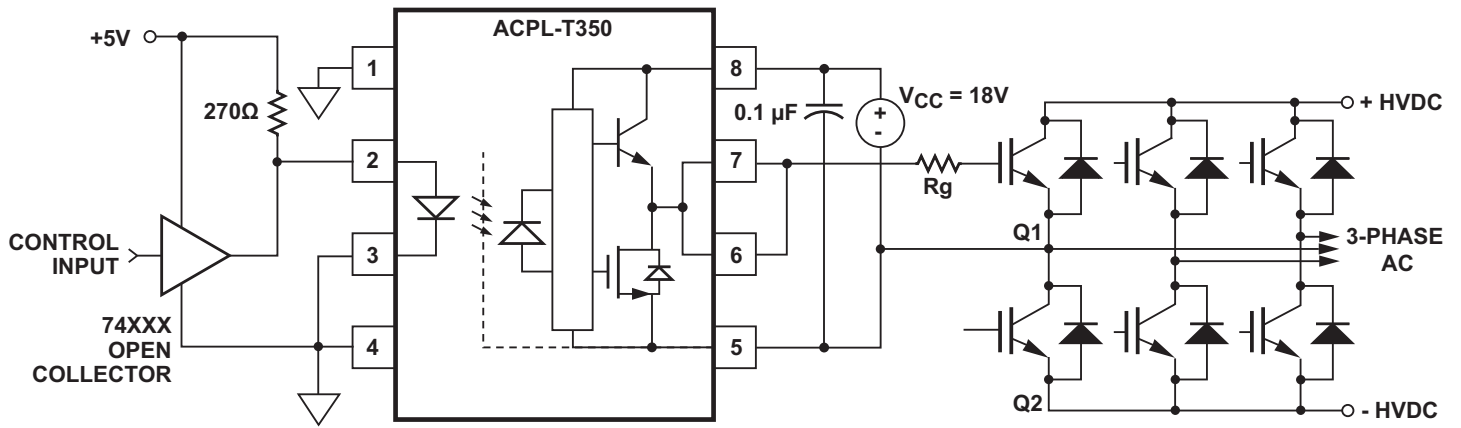 ACPL-T350
+5V
1
8
270Ω
0.1 µF
VCC = 18V
+
-
+ HVDC
2
7
Rg
CONTROL
INPUT
3
6
Q1
3-PHASE
AC
74XXX
OPEN
COLLECTOR
4
5
Q2
- HVDC